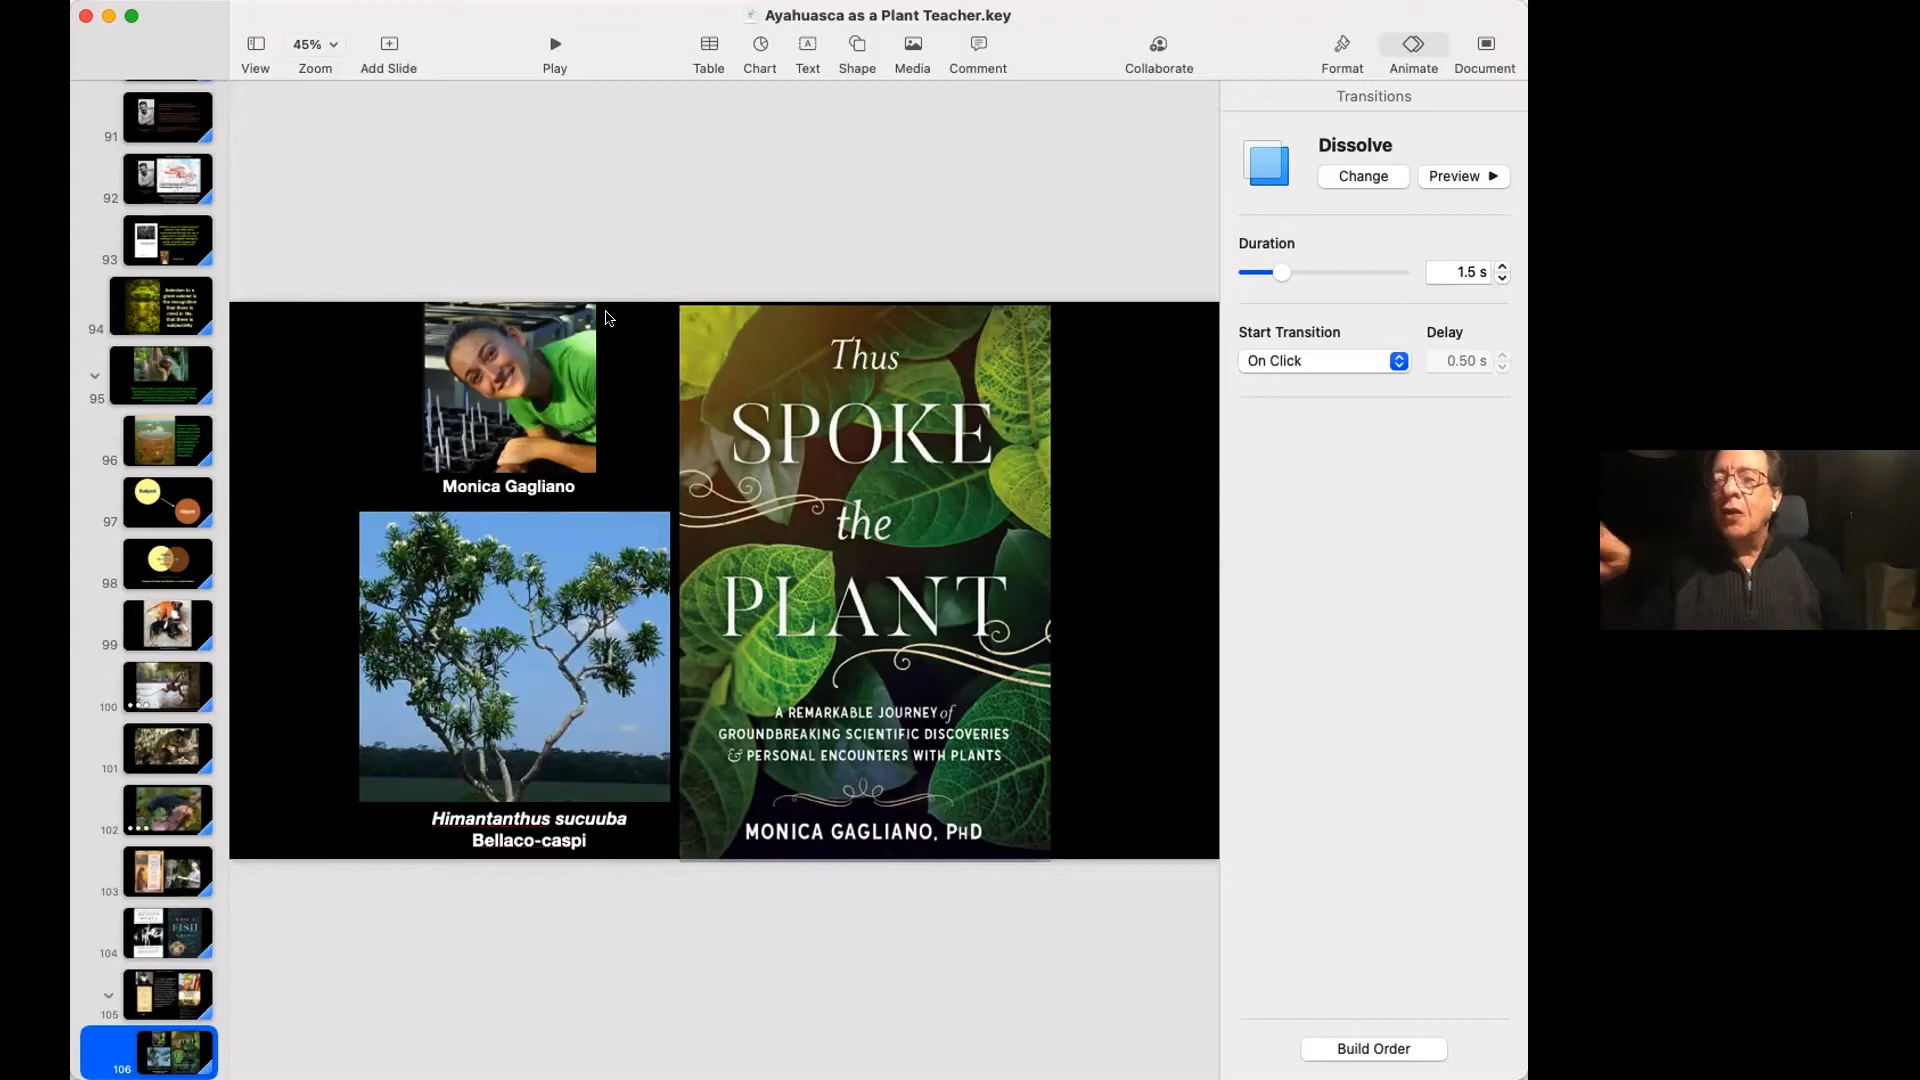 Ayahuasca as a Plant Teacher.key
45%
View
Zoom
Add Slide
Play
Table
Chart
Text
Shape
Media
Comment
Collaborate
Format
Animate
Document
91
92
93
94
95
96
97
98
99
100
101
102
103
104
105
106
Monica Gagliano
Himantanthus sucuuba
Bellaco-caspi
Thus
SPOKE
the
PLANT
A REMARKABLE JOURNEY of
GROUNDBREAKING SCIENTIFIC DISCOVERIES
& PERSONAL ENCOUNTERS WITH PLANTS
MONICA GAGLIANO, PHD
Transitions
Dissolve
Change
Preview
Duration
1.5 s
Start Transition
Delay
On Click
0.50 s
Build Order